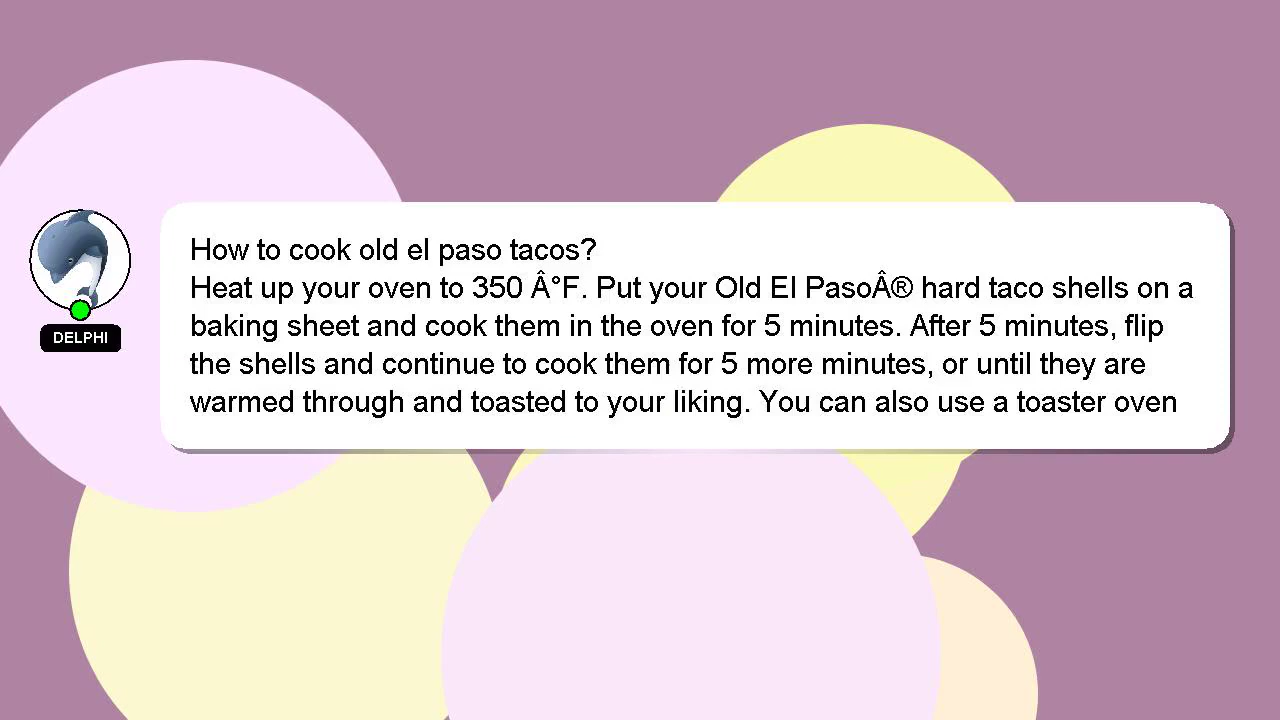 How to cook old el paso tacos?
Heat up your oven to 350 Â°F. Put your Old El PasoÂ® hard taco shells on a
baking sheet and cook them in the oven for 5 minutes. After 5 minutes, flip
the shells and continue to cook them for 5 more minutes, or until they are
warmed through and toasted to your liking. You can also use a toaster oven
DELPHI